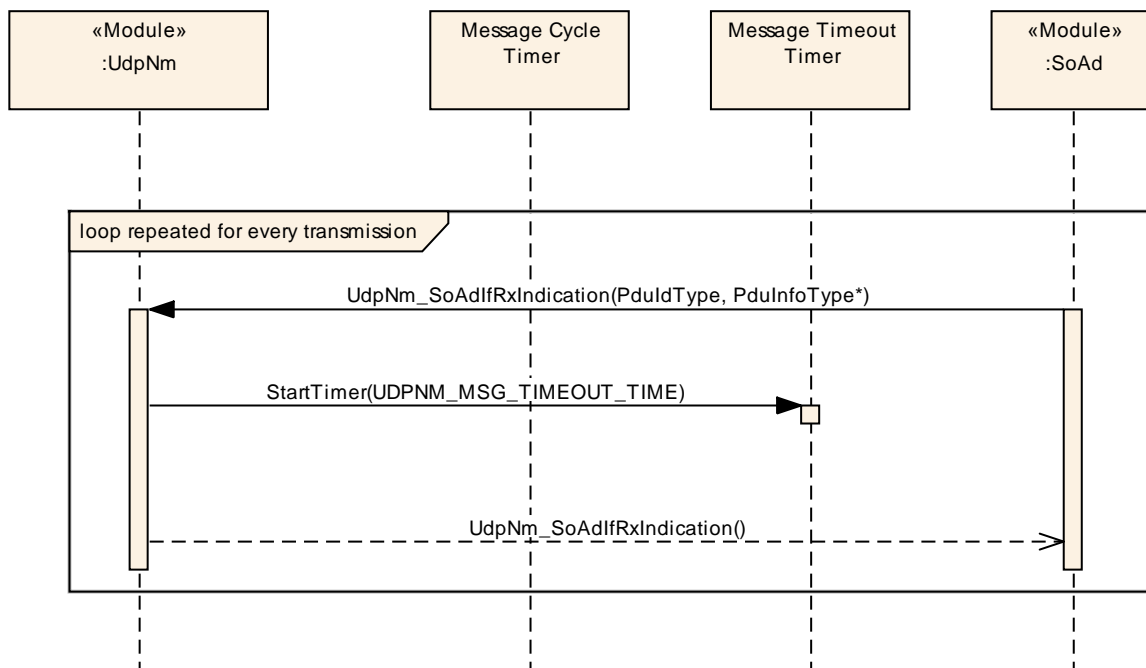 «Module»
:UdpNm
Message Cycle
Timer
Message Timeout
Timer
«Module»
:SoAd
loop repeated for every transmission
UdpNm_SoAdIfRxIndication(PduIdType, PduInfoType*)
StartTimer(UDPNM_MSG_TIMEOUT_TIME)
UdpNm_SoAdIfRxIndication()